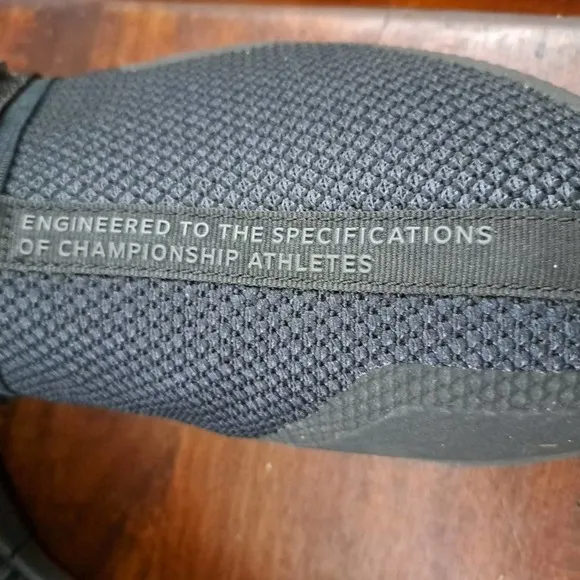 ENGINEERED TO THE SPECIFICATIONS
OF CHAMPIONSHIP ATHLETES